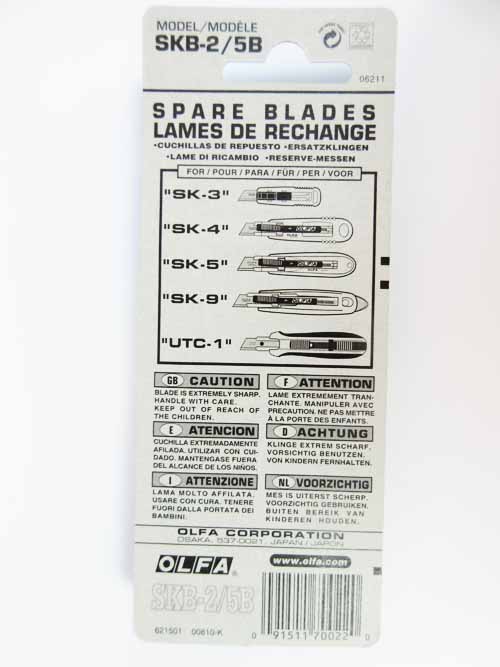 MODEL/MODÈLE
SKB-2/5B
06211
SPARE BLADES
LAMES DE RECHANGE
•CUCHILLAS DE REPUESTO •ERSATZKLINGEN
•LAME DI RICAMBIO •RESERVE-MESSEN
FOR / POUR / PARA / FÜR / PER / VOOR
"SK-3"
"SK-4"
OLFA
"SK-5"
OLFA
"SK-9"
OLFA
"UTC-1"
GB CAUTION
BLADE IS EXTREMELY SHARP.
HANDLE WITH CARE.
KEEP OUT OF REACH OF
THE CHILDREN.
F ATTENTION
LAME EXTREMEMENT TRAN-
CHANTE. MANIPULER AVEC
PRECAUTION. NE PAS METTRE
À LA PORTE DES ENFANTS.
E ATENCION
CUCHILLA EXTREMADAMENTE
AFILADA. UTILIZAR CON CUI-
DADO. MANTENGASE FUERA
DEL ALCANCE DE LOS NIÑOS.
D ACHTUNG
KLINGE EXTREM SCHARF.
VORSICHTIG BENUTZEN.
VON KINDERN FERNHALTEN.
I ATTENZIONE
LAMA MOLTO AFFILATA.
USARE CON CURA. TENERE
FUORI DALLA PORTATA DEI
BAMBINI.
NL VOORZICHTIG
MES IS UITERST SCHERP.
VOORZICHTIG GEBRUIKEN.
BUITEN BEREIK VAN
KINDEREN HOUDEN.
OLFA CORPORATION
OSAKA, 537-0021, JAPAN / JAPON
OLFA®
www.olfa.com
SKB-2/5B
621501 00610-K
0 91511 70022 0